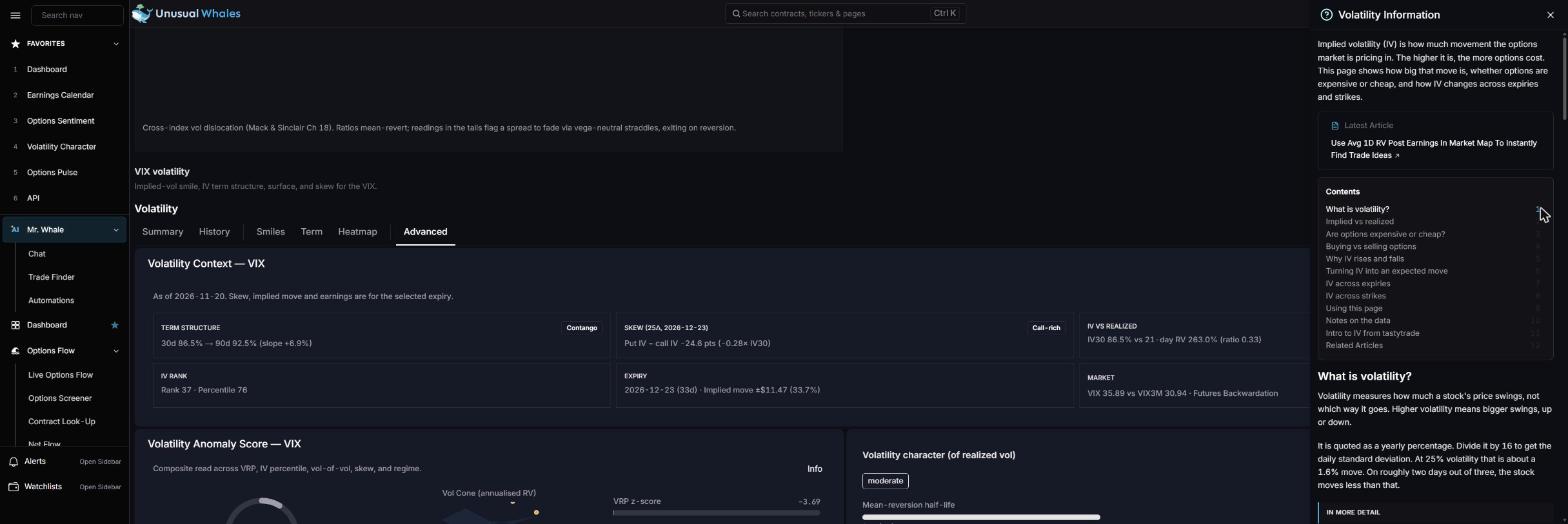 Search nav
Unusual Whales
Search contracts, tickers & pages
Ctrl K
FAVORITES
1 Dashboard
2 Earnings Calendar
3 Options Sentiment
4 Volatility Character
5 Options Pulse
6 API
AI Mr. Whale
Chat
Trade Finder
Automations
Dashboard
Options Flow
Live Options Flow
Options Screener
Contract Look-Up
Net Flow
Alerts Open Sidebar
Watchlists Open Sidebar
Cross-index vol dislocation (Mack & Sinclair Ch 18). Ratios mean-revert; readings in the tails flag a spread to fade via vega-neutral straddles, exiting on reversion.
VIX volatility
Implied-vol smile, IV term structure, surface, and skew for the VIX.
Volatility
Summary History Smiles Term Heatmap Advanced
Volatility Context — VIX
As of 2026-11-20. Skew, implied move and earnings are for the selected expiry.
TERM STRUCTURE Contango
30d 86.5% → 90d 92.5% (slope +6.9%)
SKEW (25Δ, 2026-12-23) Call-rich
Put IV − call IV −24.6 pts (−0.28× IV30)
IV VS REALIZED
IV30 86.5% vs 21-day RV 263.0% (ratio 0.33)
IV RANK
Rank 37 · Percentile 76
EXPIRY
2026-12-23 (33d) · Implied move ±$11.47 (33.7%)
MARKET
VIX 35.89 vs VIX3M 30.94 · Futures Backwardation
Volatility Anomaly Score — VIX
Composite read across VRP, IV percentile, vol-of-vol, skew, and regime.
Info
Vol Cone (annualised RV)
VRP z-score −3.69
Volatility character (of realized vol)
moderate
Mean-reversion half-life
Volatility Information
Implied volatility (IV) is how much movement the options
market is pricing in. The higher it is, the more options cost.
This page shows how big that move is, whether options are
expensive or cheap, and how IV changes across expiries
and strikes.
Latest Article
Use Avg 1D RV Post Earnings In Market Map To Instantly
Find Trade Ideas ↗
Contents
What is volatility? 1
Implied vs realized
Are options expensive or cheap? 3
Buying vs selling options 4
Why IV rises and falls 5
Turning IV into an expected move 6
IV across expiries 7
IV across strikes 8
Using this page 9
Notes on the data 10
Intro to IV from tastytrade 11
Related Articles 12
What is volatility?
Volatility measures how much a stock's price swings, not
which way it goes. Higher volatility means bigger swings, up
or down.
It is quoted as a yearly percentage. Divide it by 16 to get the
daily standard deviation. At 25% volatility that is about a
1.6% move. On roughly two days out of three, the stock
moves less than that.
IN MORE DETAIL